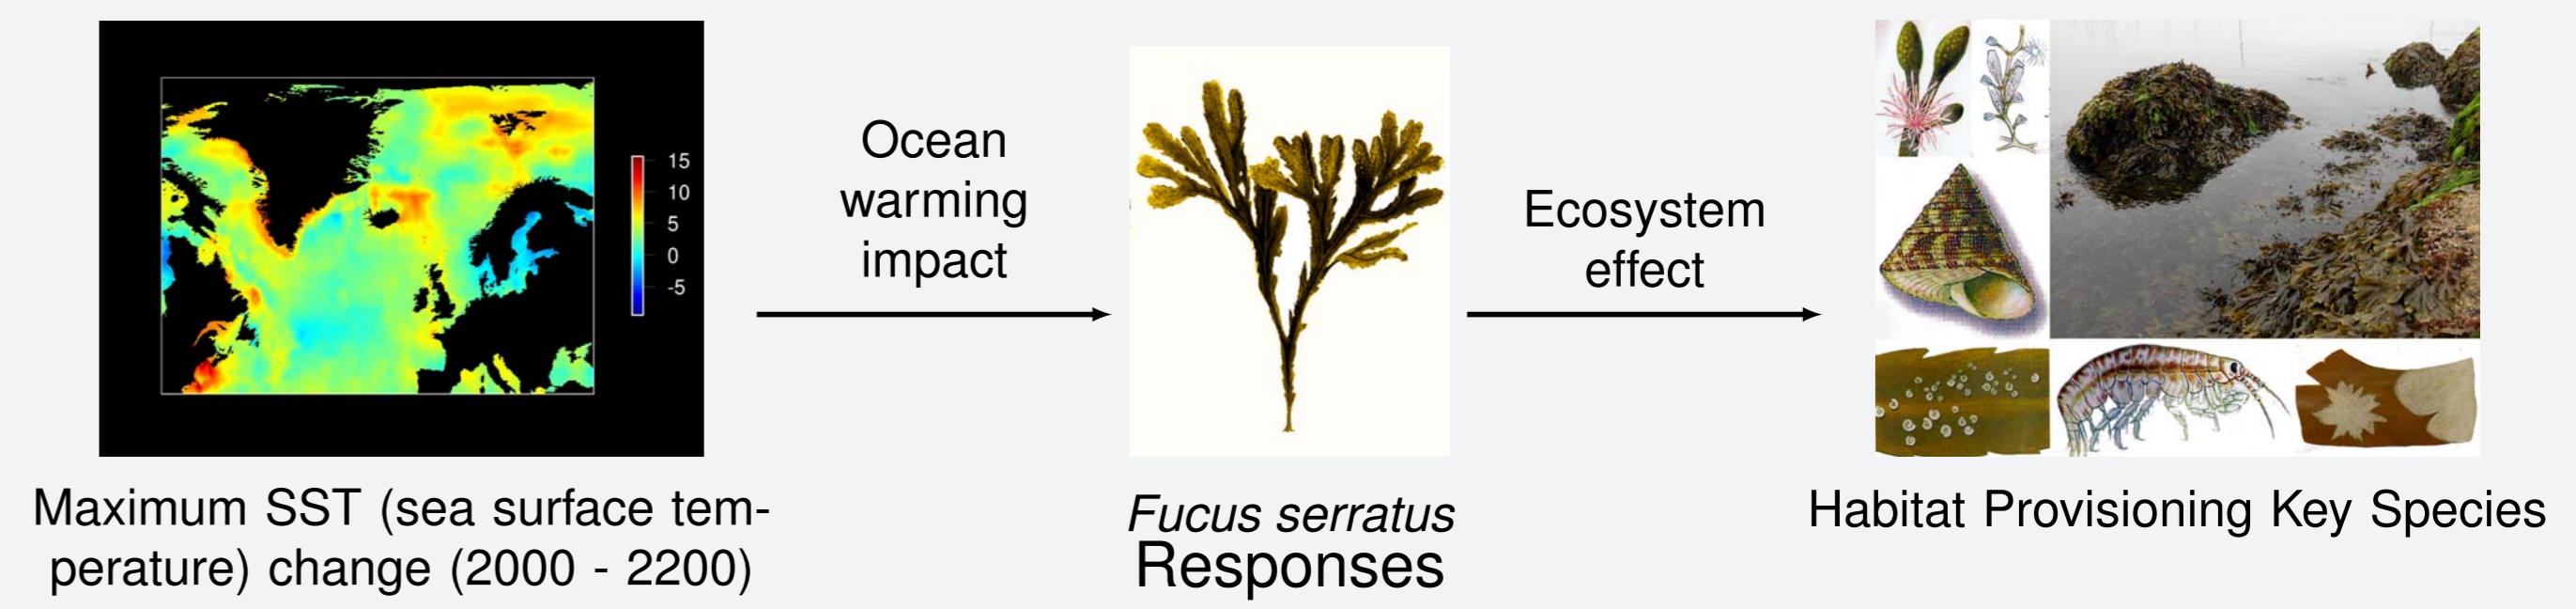 15
10
5
0
-5
Maximum SST (sea surface tem-
perature) change (2000 - 2200)
Ocean
warming
impact
Fucus serratus
Responses
Ecosystem
effect
Habitat Provisioning Key Species